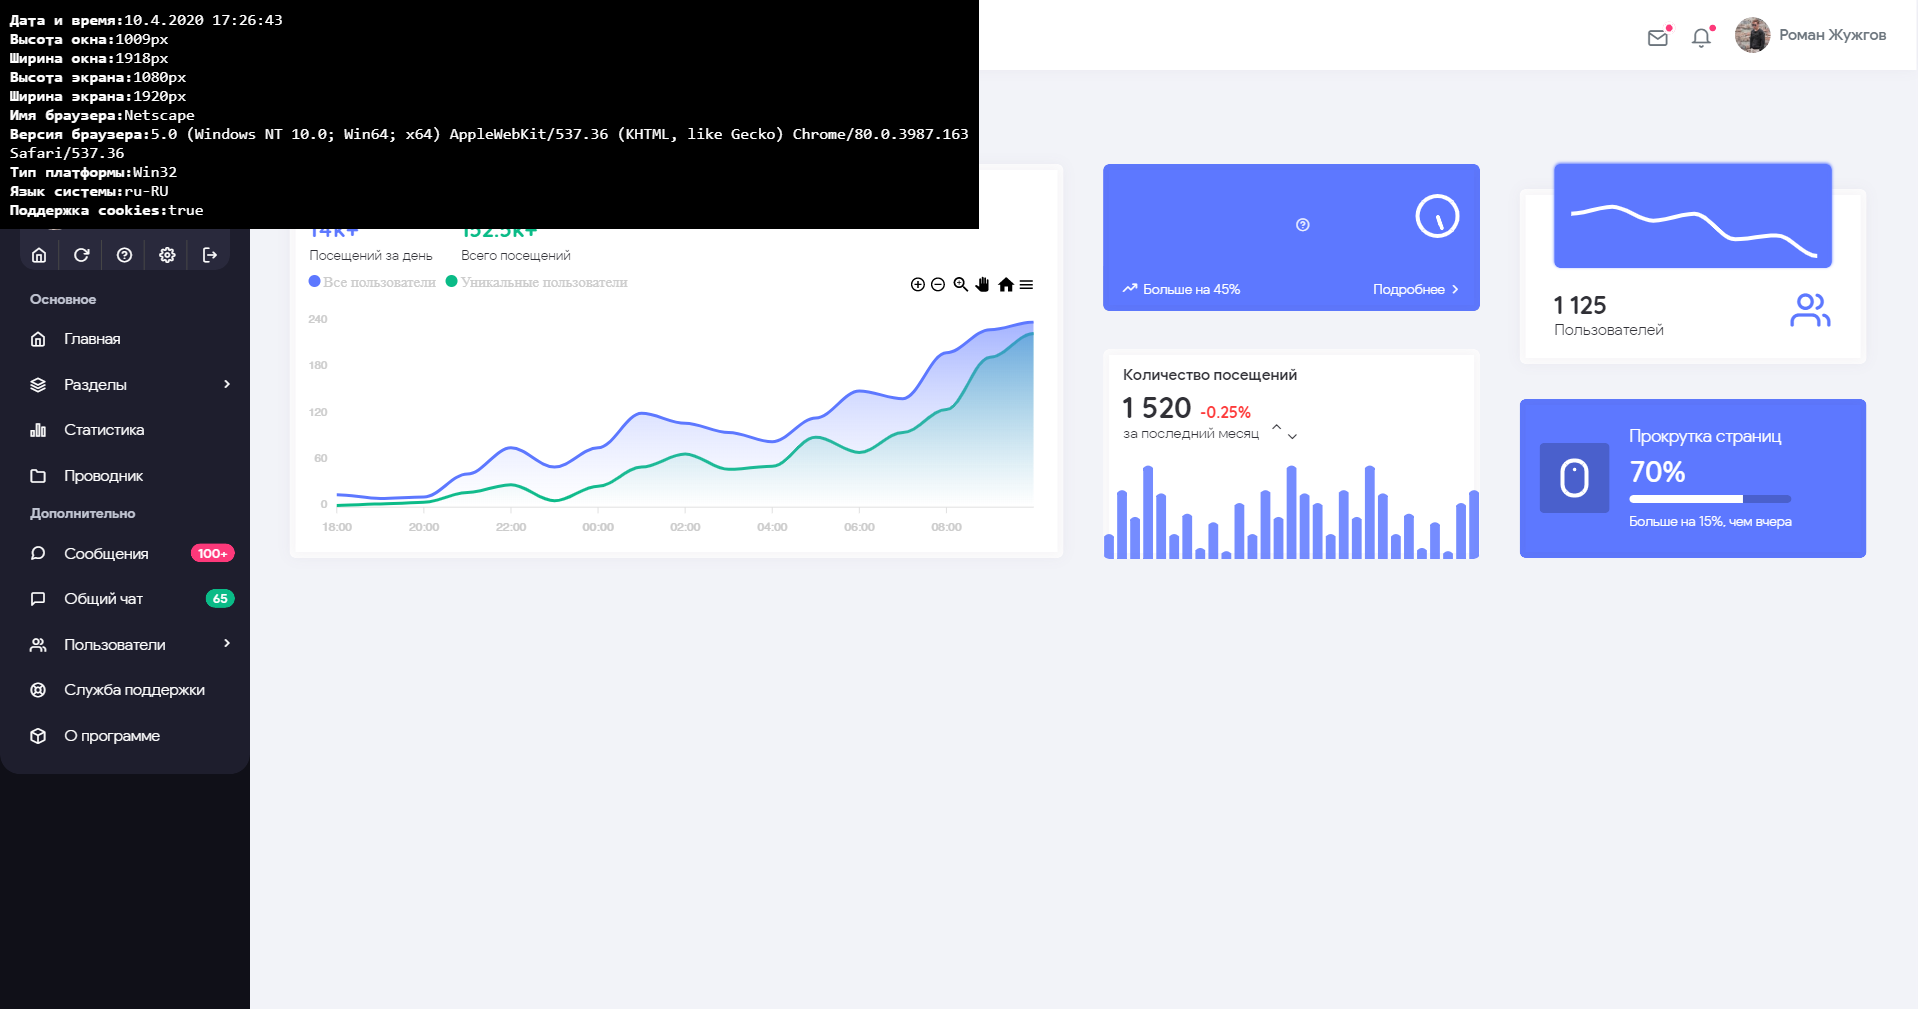 Дата и время:10.4.2020 17:26:43
Высота окна:1009px
Ширина окна:1918px
Высота экрана:1080px
Ширина экрана:1920px
Имя браузера:Netscape
Версия браузера:5.0 (Windows NT 10.0; Win64; x64) AppleWebKit/537.36 (KHTML, like Gecko) Chrome/80.0.3987.163
Safari/537.36
Тип платформы:Win32
Язык системы:ru-RU
Поддержка cookies:true
Роман Жужгов
Основное
Главная
Разделы
Статистика
Проводник
Дополнительно
Сообщения 100+
Общий чат 65
Пользователи
Служба поддержки
О программе
14K+ 152.5K+
Посещений за день Всего посещений
Все пользователи Уникальные пользователи
240
180
120
60
0
18:00 20:00 22:00 00:00 02:00 04:00 06:00 08:00
Больше на 45% Подробнее
Количество посещений
1 520 -0.25%
за последний месяц
1 125
Пользователей
Прокрутка страниц
70%
Больше на 15%, чем вчера